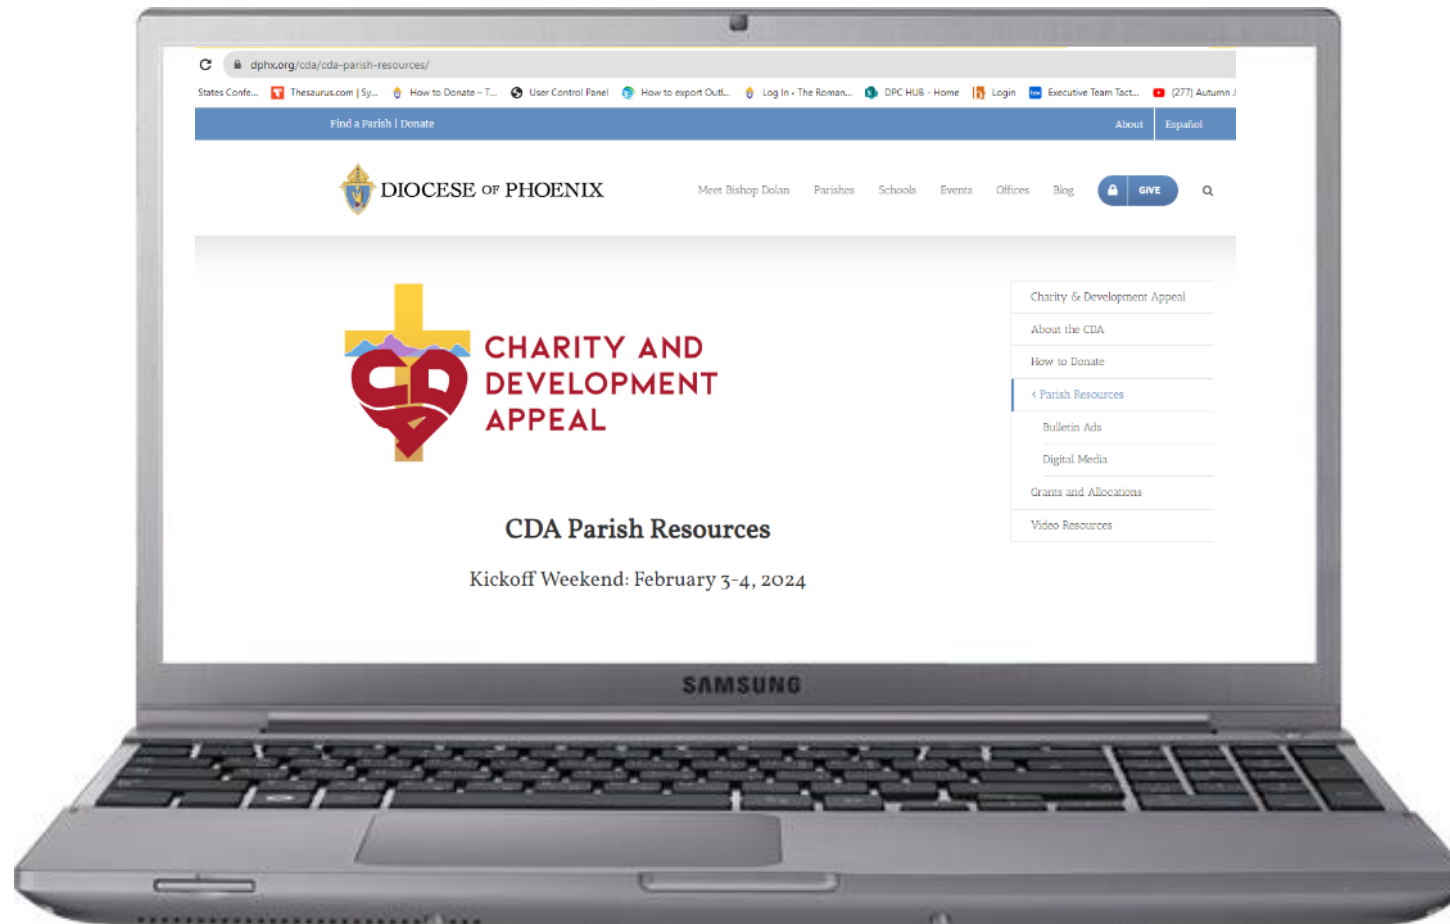 dphx.org/cda/cda-parish-resources/
States Confe... Thesaurus.com | Sy... How to Donate – T... User Control Panel How to export Outl... Log In ‹ The Roman... DPC HUB - Home Login Executive Team Tact... (277) Autumn J
Find a Parish | Donate About Español
DIOCESE OF PHOENIX Meet Bishop Dolan Parishes Schools Events Offices Blog GIVE
CHARITY AND
DEVELOPMENT
APPEAL
CDA Parish Resources
Kickoff Weekend: February 3-4, 2024
Charity & Development Appeal
About the CDA
How to Donate
< Parish Resources
Bulletin Ads
Digital Media
Grants and Allocations
Video Resources
SAMSUNG